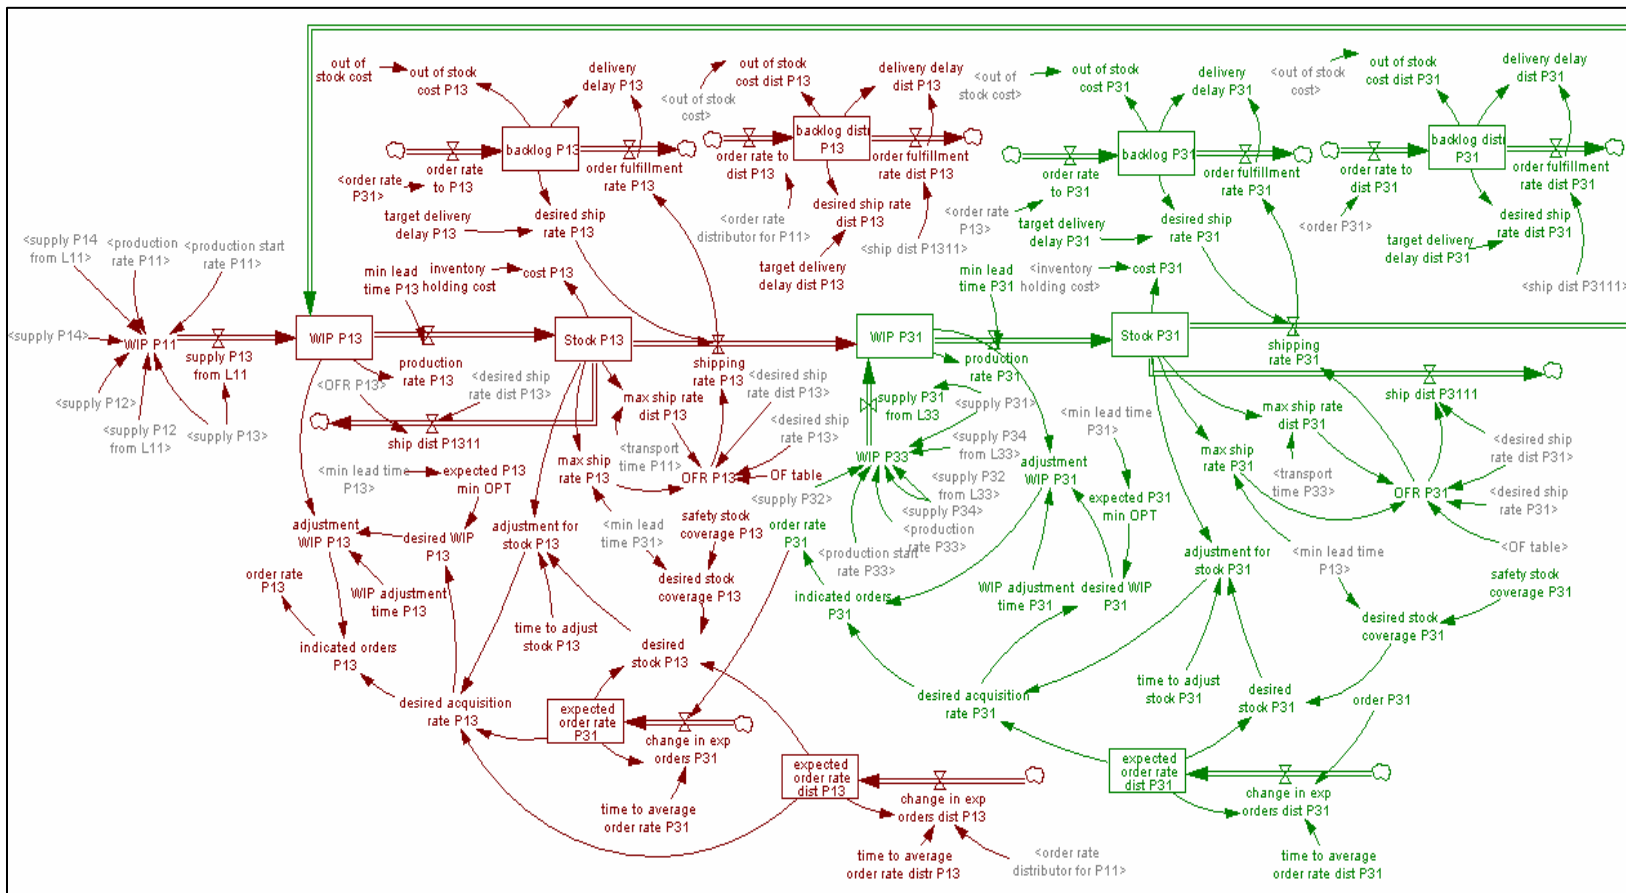 out of
stock cost
out of stock
cost P13
delivery
delay P13
<out of stock
cost>
out of stock
cost dist P13
delivery delay
dist P13
<out of
stock cost>
out of stock
cost P31
delivery
delay P31
<out of stock
cost>
out of stock
cost dist P31
delivery delay
dist P31
backlog P13
order rate
to P13
order fulfillment
rate P13
<order rate
P31>
target delivery
delay P13
desired ship
rate P13
backlog distr
P13
order rate to
dist P13
order fulfillment
rate dist P13
<order rate
distributor for P11>
desired ship rate
dist P13
<ship dist P1311>
target delivery
delay dist P13
backlog P31
order rate
to P31
order fulfillment
rate P31
<order rate
P13>
target delivery
delay P31
desired ship
rate P31
backlog distr
P31
order rate to
dist P31
order fulfillment
rate dist P31
<order P31>
desired ship
rate dist P31
target delivery
delay dist P31
<ship dist P3111>
<supply P14
from L11>
<production
rate P11>
<production start
rate P11>
<supply P14>
WIP P11
supply P13
from L11
<supply P12>
<supply P12
from L11>
<supply P13>
min lead
time P13
inventory
holding cost
cost P13
WIP P13
Stock P13
production
rate P13
<OFR P13>
<desired ship
rate dist P13>
ship dist P1311
max ship rate
dist P13
shipping
rate P13
<desired ship
rate dist P13>
<transport
time P11>
<desired ship
rate P13>
max ship
rate P13
OFR P13
OF table
<min lead time
P13>
expected P13
min OPT
adjustment
WIP P13
desired WIP
P13
adjustment for
stock P13
<min lead
time P31>
safety stock
coverage P13
order rate
P13
WIP adjustment
time P13
desired stock
coverage P13
indicated orders
P13
time to adjust
stock P13
desired
stock P13
desired acquisition
rate P13
expected
order rate
P31
change in exp
orders P31
time to average
order rate P31
expected
order rate
dist P13
change in exp
orders dist P13
time to average
order rate distr P13
<order rate
distributor for P11>
min lead
time P31
<inventory
holding cost>
cost P31
WIP P31
Stock P31
production
rate P31
supply P31
from L33
<supply P31>
<min lead time
P31>
WIP P33
<supply P34
from L33>
<supply P32
from L33>
<supply P34>
<production
rate P33>
<supply P32>
<production start
rate P33>
order rate
P31
adjustment
WIP P31
expected P31
min OPT
indicated orders
P31
WIP adjustment
time P31
desired WIP
P31
desired acquisition
rate P31
shipping
rate P31
ship dist P3111
max ship rate
dist P31
max ship
rate P31
<transport
time P33>
OFR P31
<desired ship
rate dist P31>
<desired ship
rate P31>
<OF table>
adjustment for
stock P31
<min lead time
P13>
safety stock
coverage P31
desired stock
coverage P31
time to adjust
stock P31
desired
stock P31
order P31
expected
order rate
dist P31
change in exp
orders dist P31
time to average
order rate dist P31